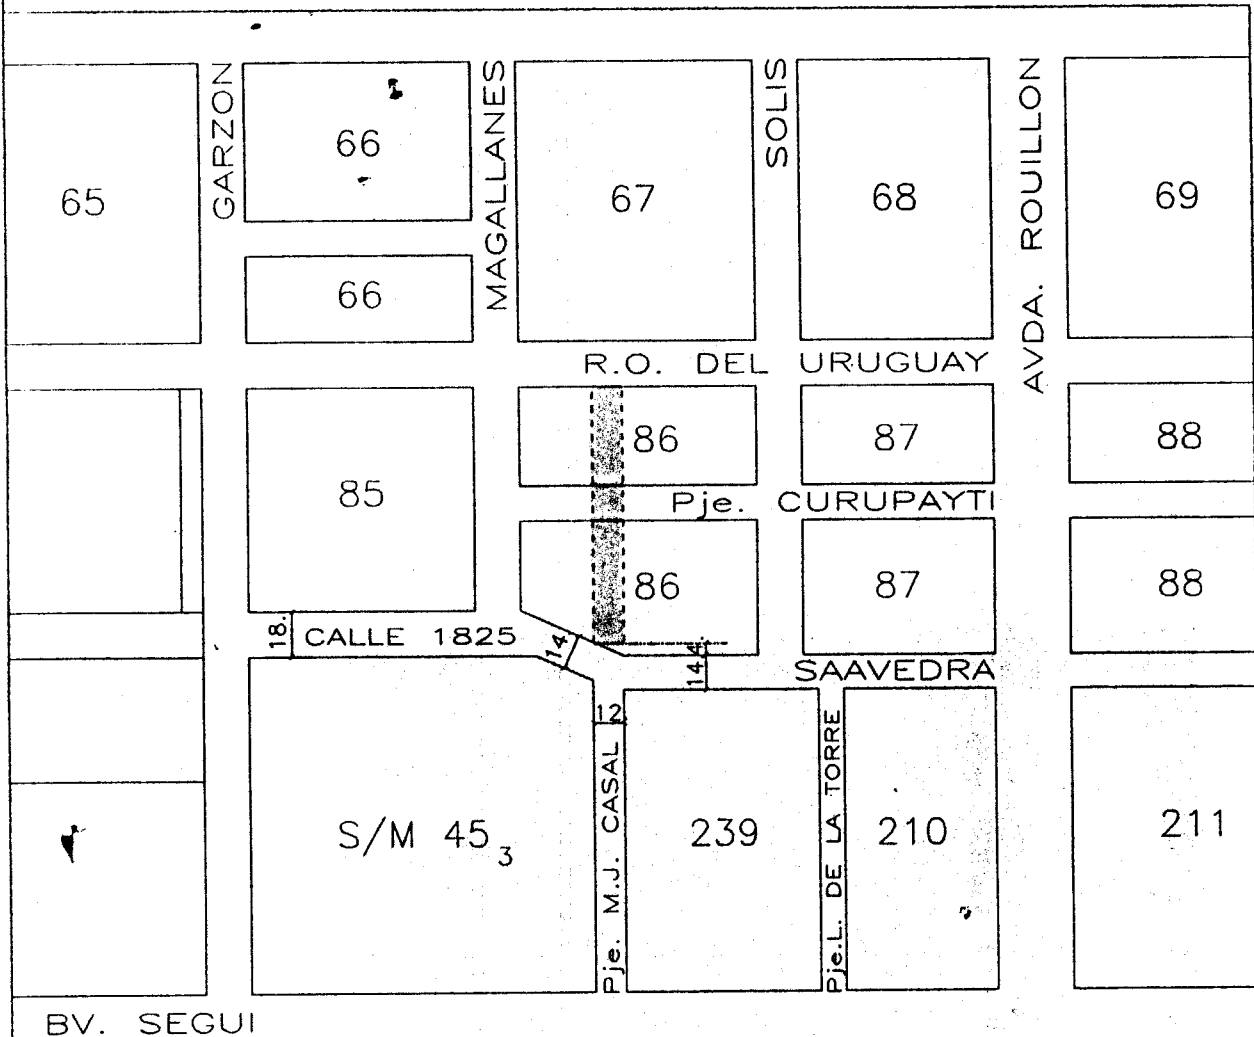 GARZON
MAGALLANES
SOLIS
AVDA. ROUILLON
65
66
67
68
69
66
R.O. DEL URUGUAY
85
86
87
88
Pje. CURUPAYTI
86
87
88
18.
CALLE 1825
14
14.4
SAAVEDRA
12
Pje. M.J. CASAL
Pje.L. DE LA TORRE
S/M 45 3
239
210
211
BV. SEGUI